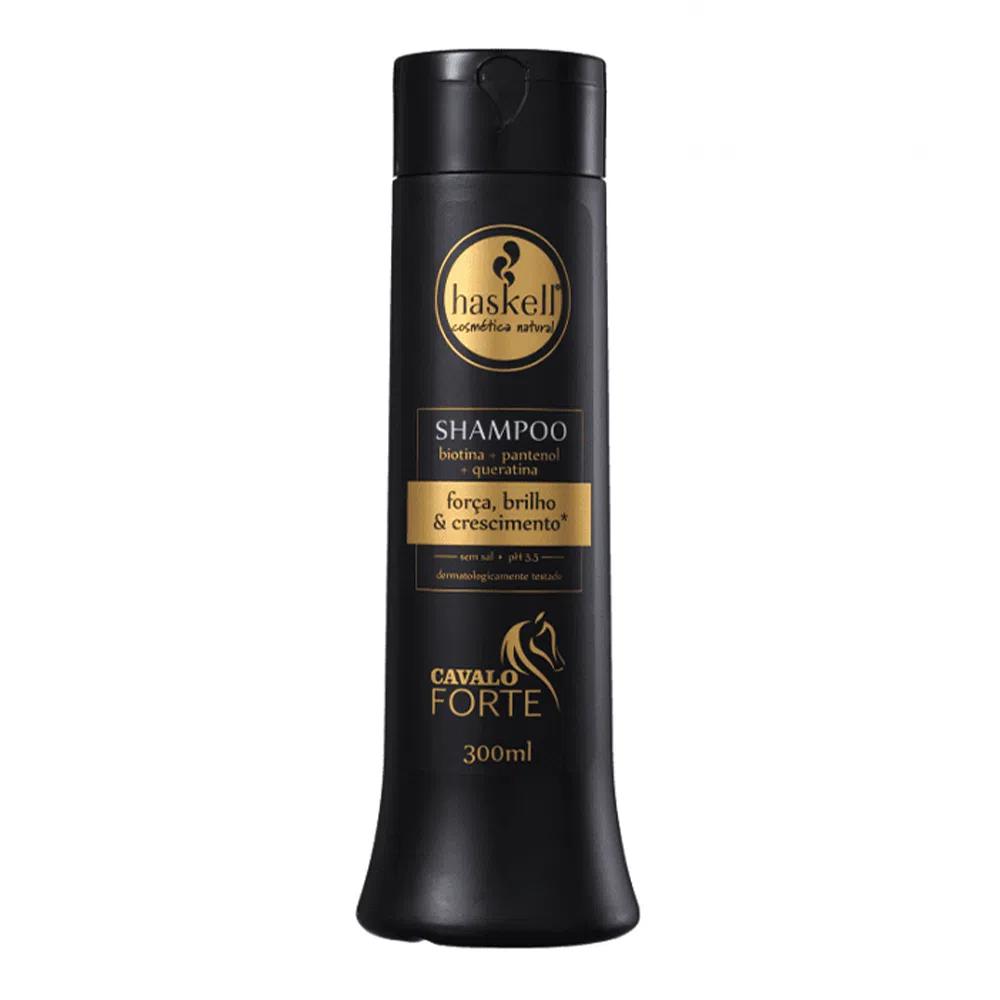 haskell®
cosmética natural
SHAMPOO
biotina + pantenol
+ queratina
força, brilho
& crescimento*
sem sal • pH 3.5
dermatologicamente testado
CAVALO
FORTE
300ml